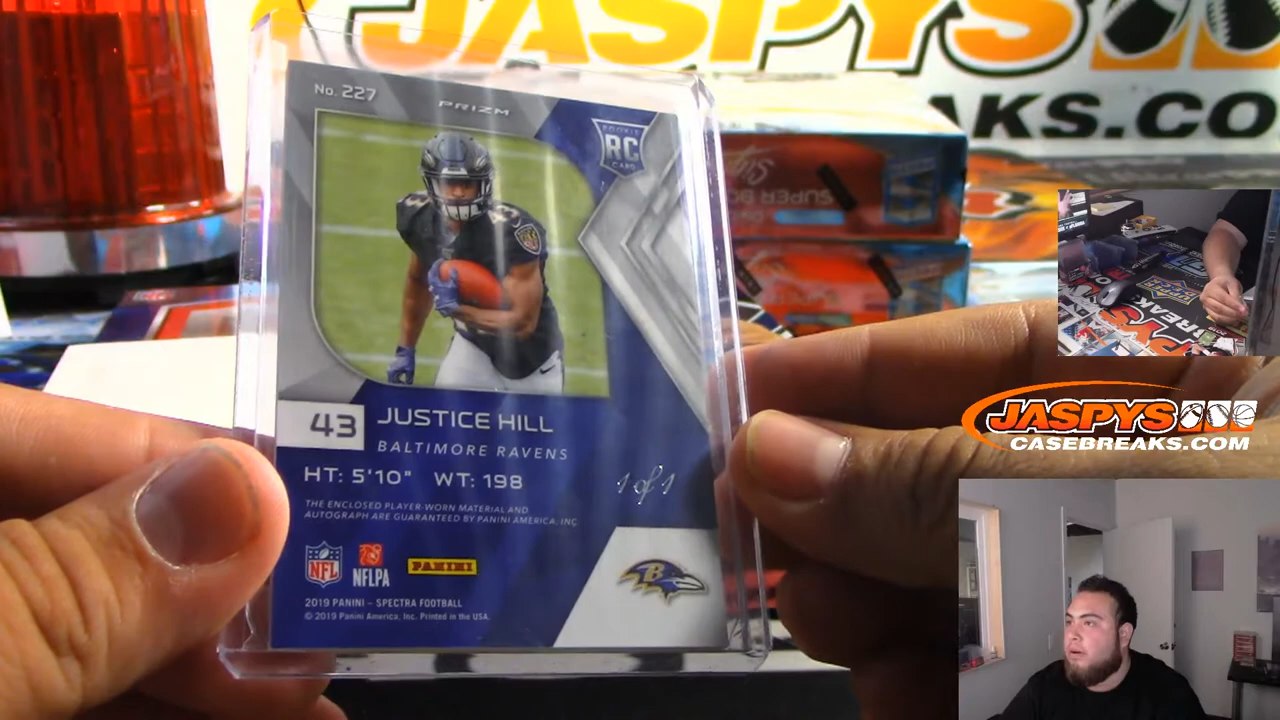 JASPYS
AKS.CO
No. 227
PRIZM
ROOKIE
RC
CARD
43
JUSTICE HILL
BALTIMORE RAVENS
HT: 5'10" WT: 198
1 of 1
THE ENCLOSED PLAYER-WORN MATERIAL AND
AUTOGRAPH ARE GUARANTEED BY PANINI AMERICA, INC.
NFL
NFLPA
PANINI
B
2019 PANINI – SPECTRA FOOTBALL
© 2019 Panini America, Inc. Printed in the USA.
JASPYS
CASEBREAKS.COM